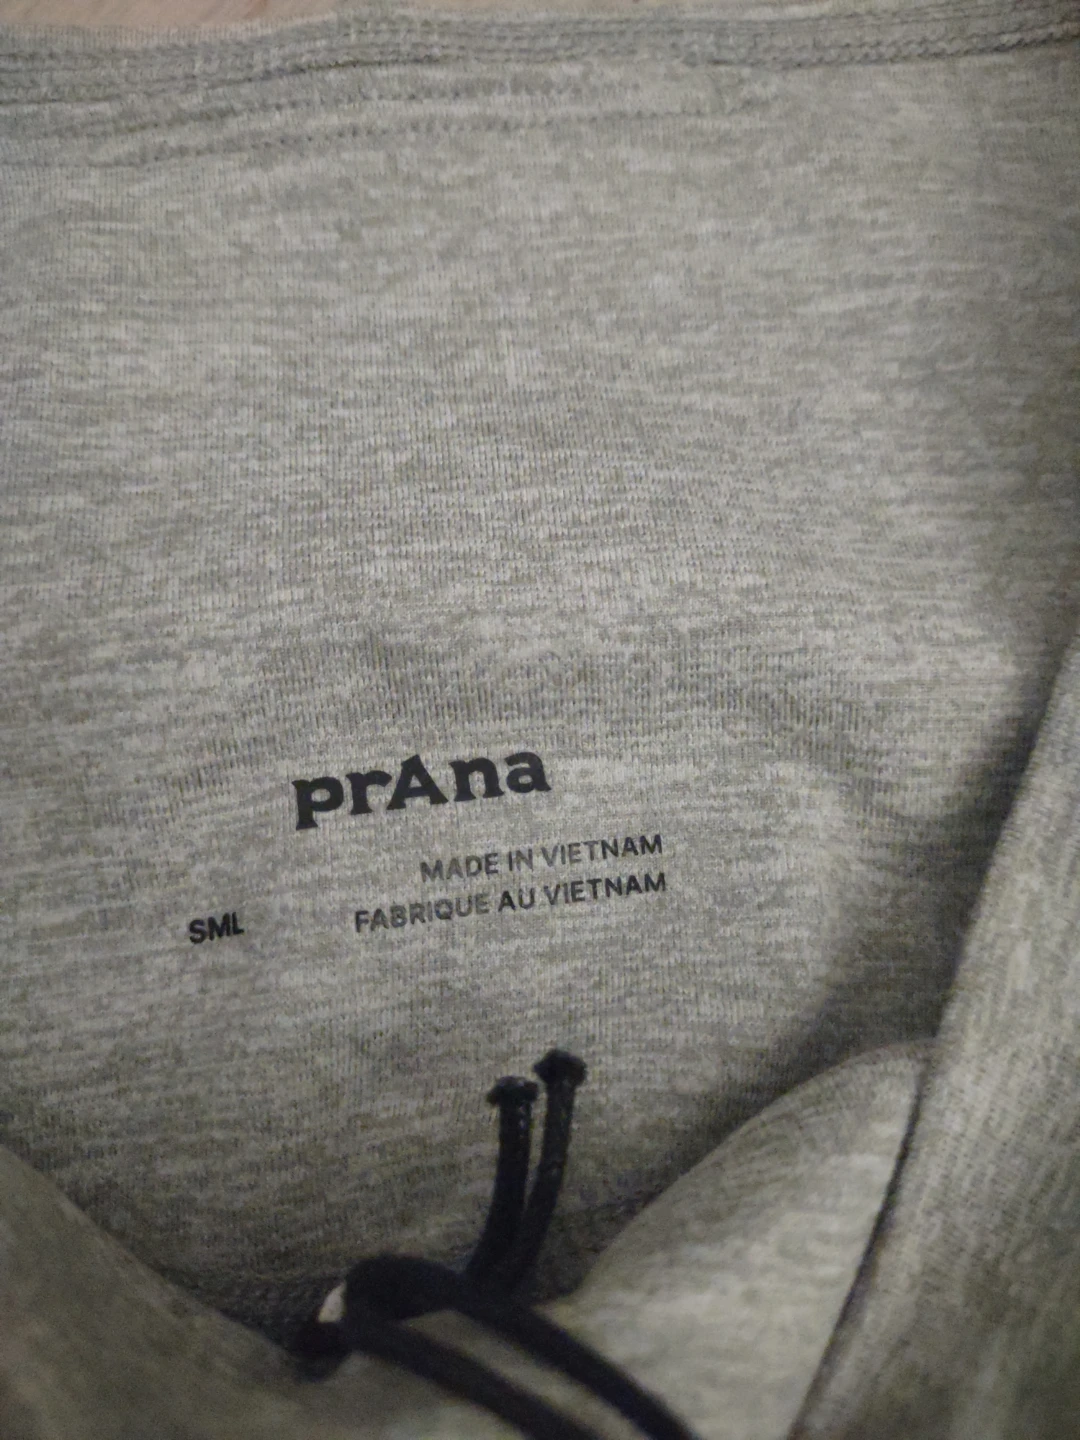 prAna
MADE IN VIETNAM
SML FABRIQUE AU VIETNAM